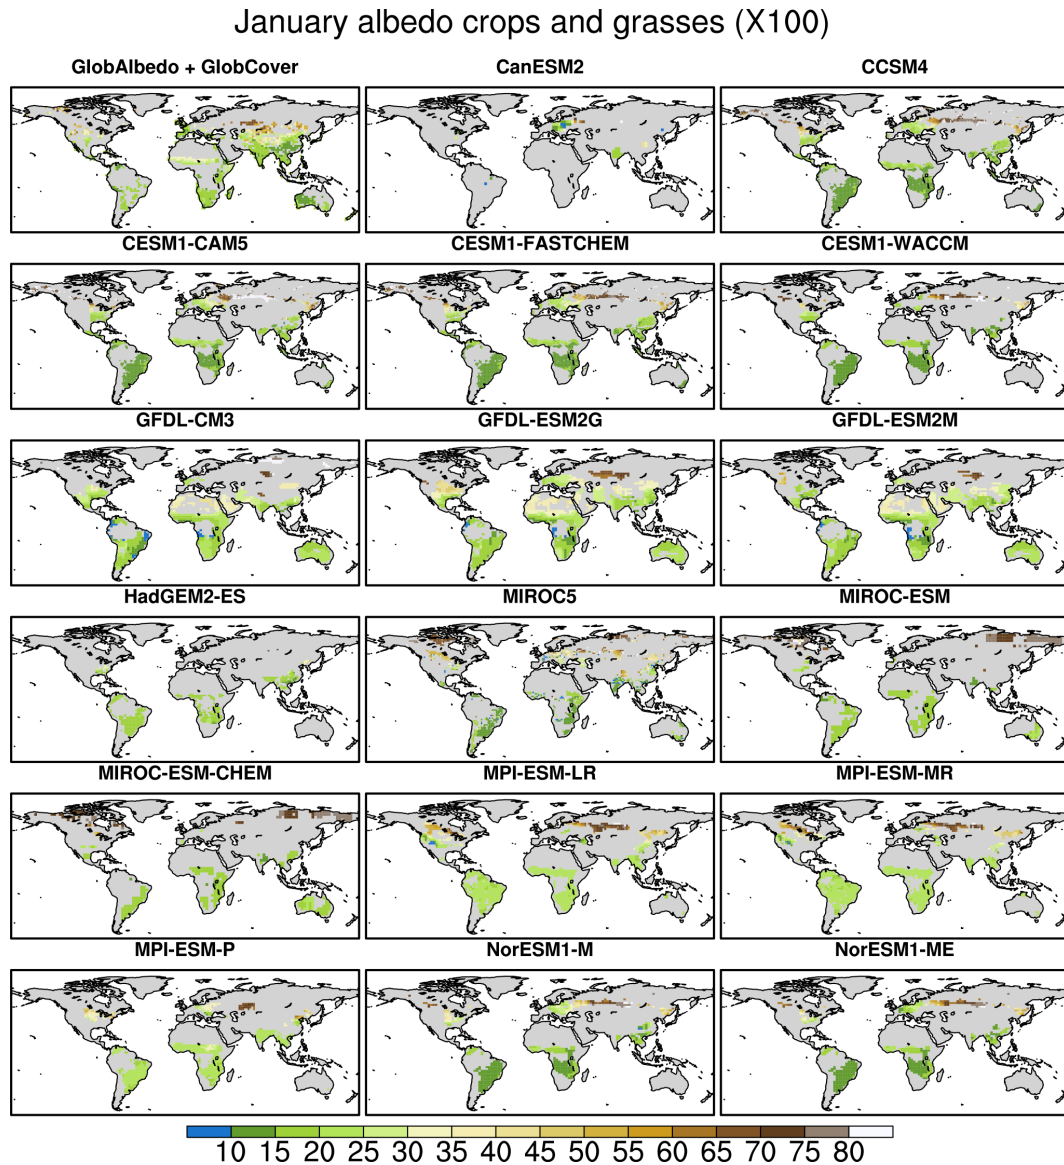 January albedo crops and grasses (X100)
GlobAlbedo + GlobCover CanESM2 CCSM4
CESM1-CAM5 CESM1-FASTCHEM CESM1-WACCM
GFDL-CM3 GFDL-ESM2G GFDL-ESM2M
HadGEM2-ES MIROC5 MIROC-ESM
MIROC-ESM-CHEM MPI-ESM-LR MPI-ESM-MR
MPI-ESM-P NorESM1-M NorESM1-ME
10 15 20 25 30 35 40 45 50 55 60 65 70 75 80